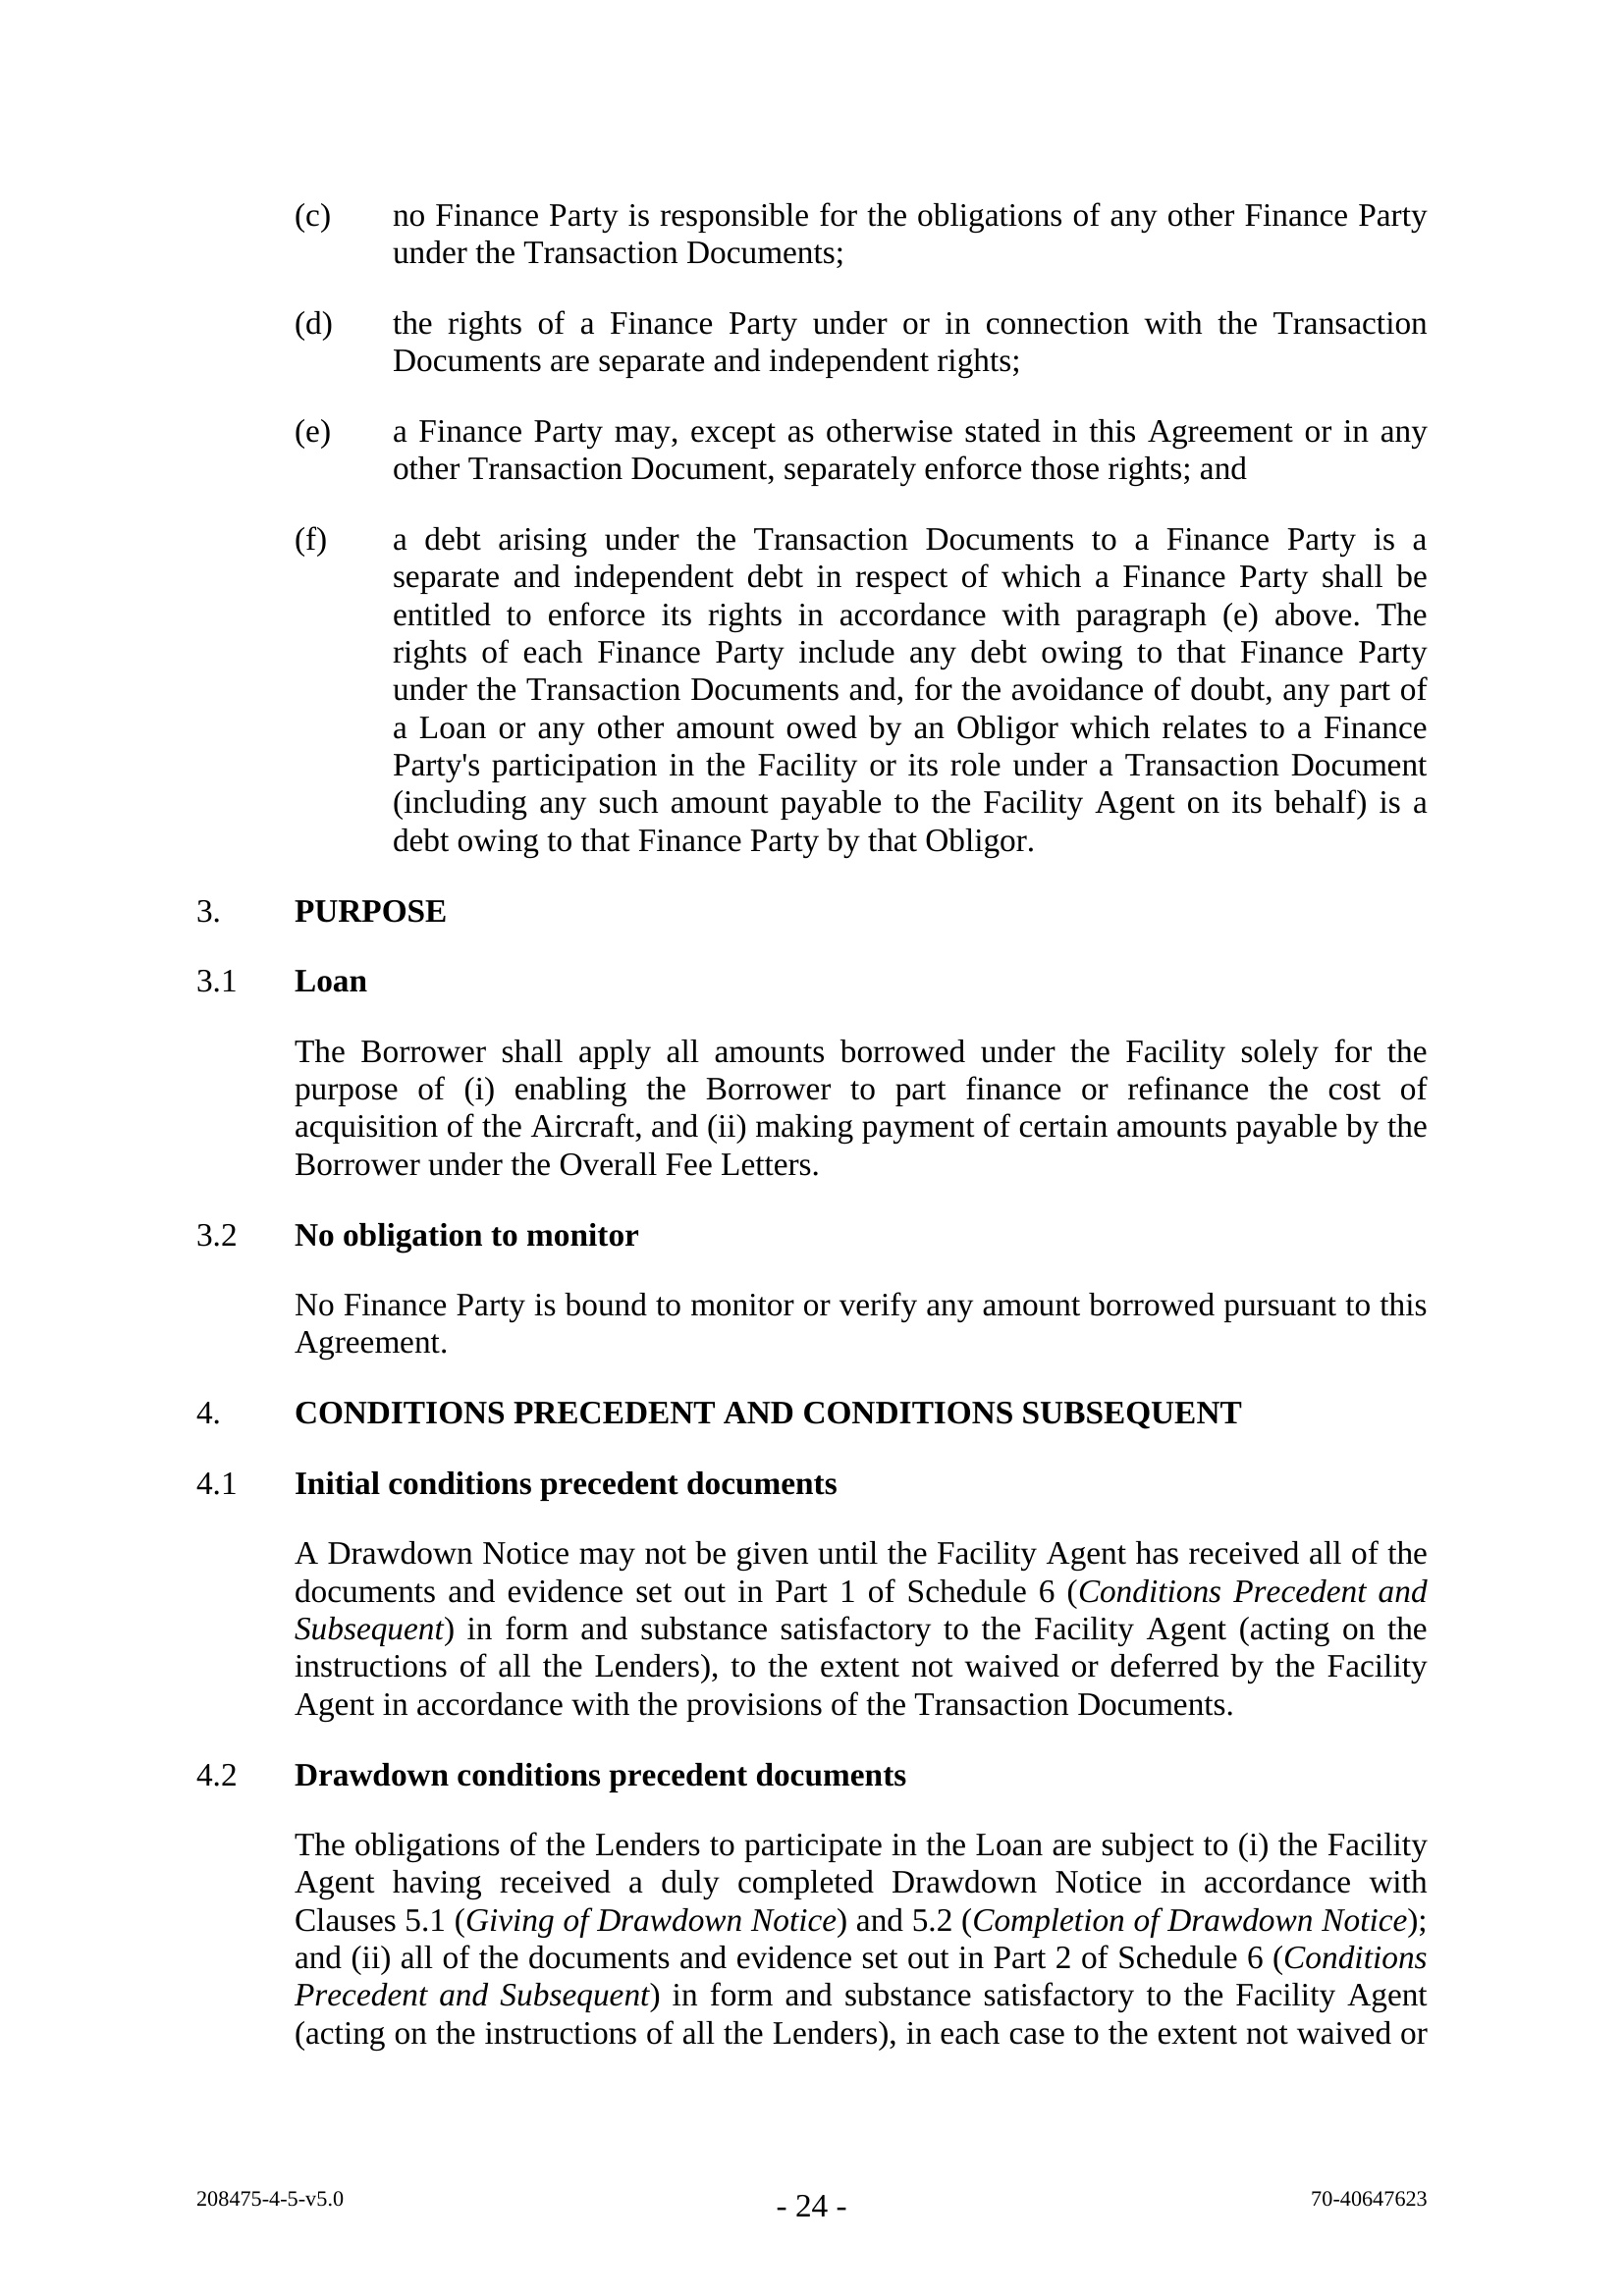 (c) no Finance Party is responsible for the obligations of any other Finance Party
under the Transaction Documents;
(d) the rights of a Finance Party under or in connection with the Transaction
Documents are separate and independent rights;
(e) a Finance Party may, except as otherwise stated in this Agreement or in any
other Transaction Document, separately enforce those rights; and
(f) a debt arising under the Transaction Documents to a Finance Party is a
separate and independent debt in respect of which a Finance Party shall be
entitled to enforce its rights in accordance with paragraph (e) above. The
rights of each Finance Party include any debt owing to that Finance Party
under the Transaction Documents and, for the avoidance of doubt, any part of
a Loan or any other amount owed by an Obligor which relates to a Finance
Party's participation in the Facility or its role under a Transaction Document
(including any such amount payable to the Facility Agent on its behalf) is a
debt owing to that Finance Party by that Obligor.
3. PURPOSE
3.1 Loan
The Borrower shall apply all amounts borrowed under the Facility solely for the
purpose of (i) enabling the Borrower to part finance or refinance the cost of
acquisition of the Aircraft, and (ii) making payment of certain amounts payable by the
Borrower under the Overall Fee Letters.
3.2 No obligation to monitor
No Finance Party is bound to monitor or verify any amount borrowed pursuant to this
Agreement.
4. CONDITIONS PRECEDENT AND CONDITIONS SUBSEQUENT
4.1 Initial conditions precedent documents
A Drawdown Notice may not be given until the Facility Agent has received all of the
documents and evidence set out in Part 1 of Schedule 6 (Conditions Precedent and
Subsequent) in form and substance satisfactory to the Facility Agent (acting on the
instructions of all the Lenders), to the extent not waived or deferred by the Facility
Agent in accordance with the provisions of the Transaction Documents.
4.2 Drawdown conditions precedent documents
The obligations of the Lenders to participate in the Loan are subject to (i) the Facility
Agent having received a duly completed Drawdown Notice in accordance with
Clauses 5.1 (Giving of Drawdown Notice) and 5.2 (Completion of Drawdown Notice);
and (ii) all of the documents and evidence set out in Part 2 of Schedule 6 (Conditions
Precedent and Subsequent) in form and substance satisfactory to the Facility Agent
(acting on the instructions of all the Lenders), in each case to the extent not waived or
208475-4-5-v5.0 - 24 - 70-40647623